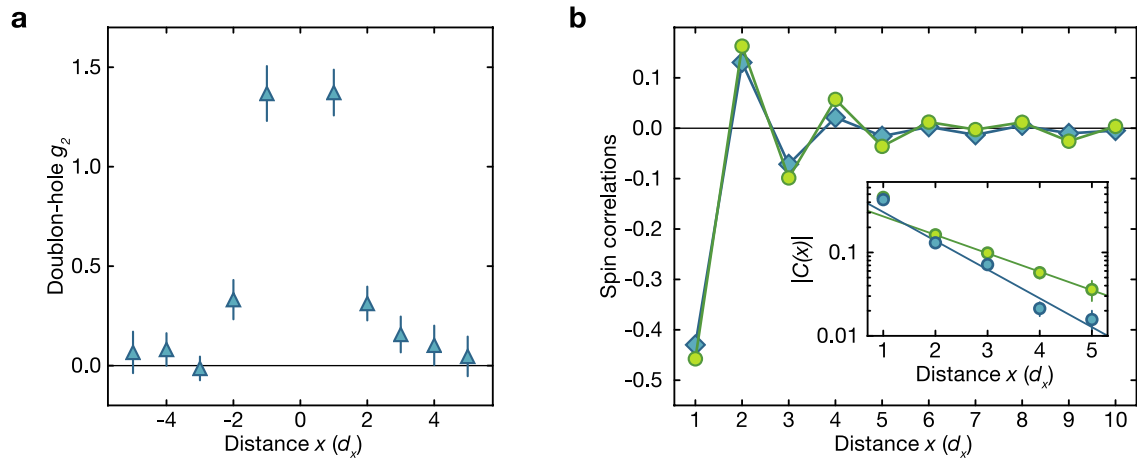 a
Doublon-hole g2
1.5
1.0
0.5
0.0
-4 -2 0 2 4
Distance x (dx)
b
Spin correlations
0.1
0.0
-0.1
-0.2
-0.3
-0.4
-0.5
1 2 3 4 5 6 7 8 9 10
Distance x (dx)
|C(x)|
0.1
0.01
1 2 3 4 5
Distance x (dx)